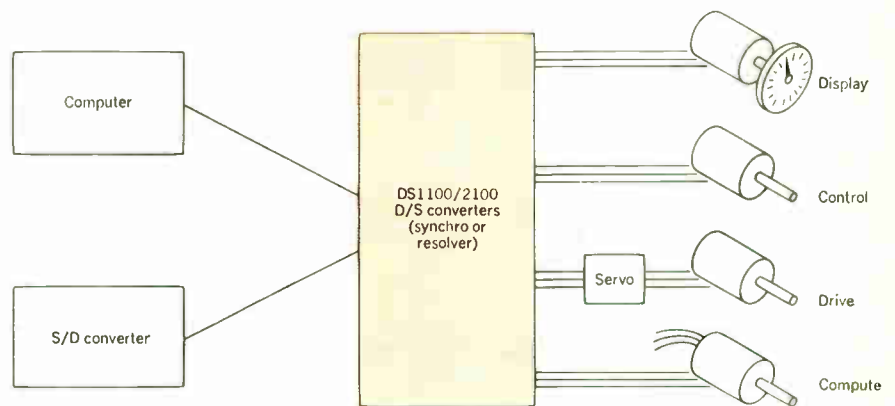 Computer
S/D converter
DS1100/2100
D/S converters
(synchro or
resolver)
Servo
Display
Control
Drive
Compute